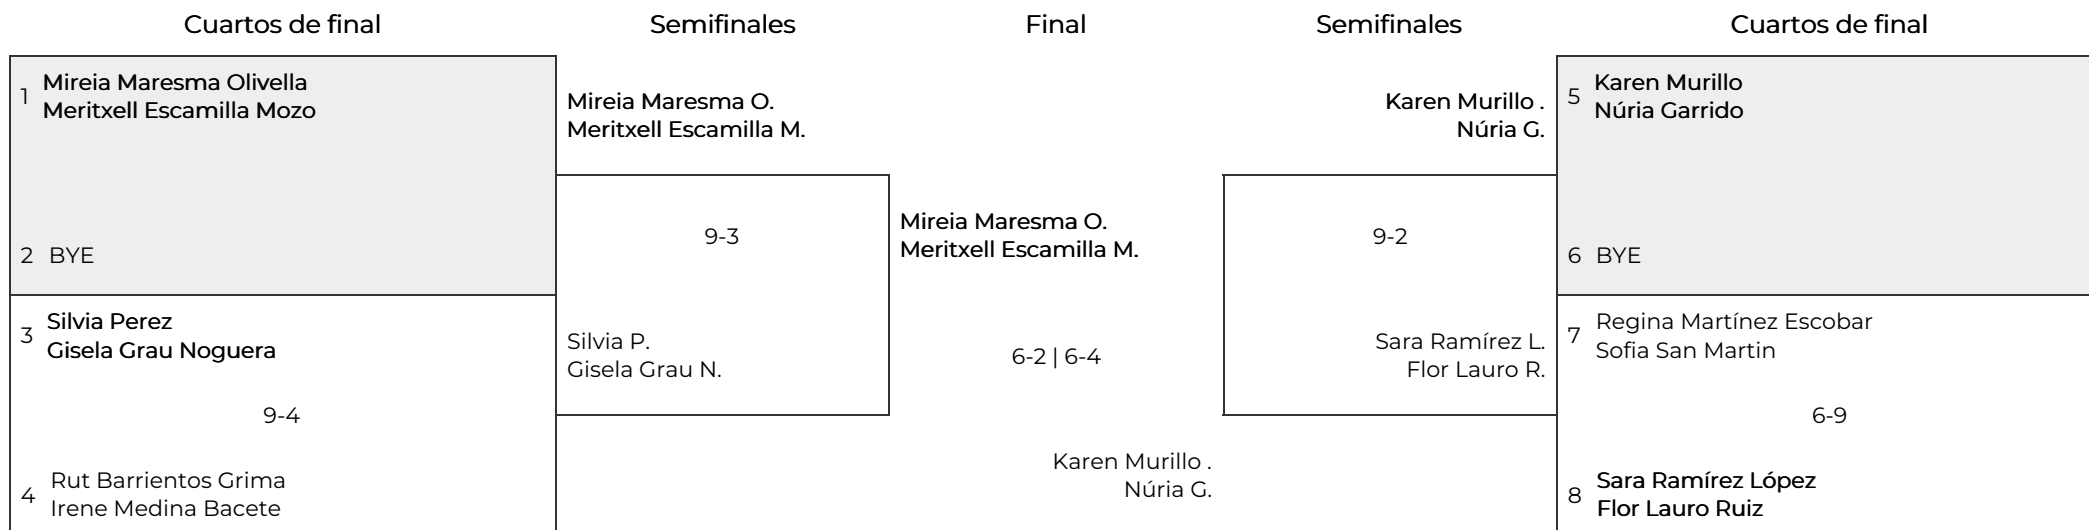 Cuartos de final
Semifinales
Final
Semifinales
Cuartos de final
1
Mireia Maresma Olivella
Meritxell Escamilla Mozo
2 BYE
3
Silvia Perez
Gisela Grau Noguera
9-4
4
Rut Barrientos Grima
Irene Medina Bacete
Mireia Maresma O.
Meritxell Escamilla M.
9-3
Silvia P.
Gisela Grau N.
Mireia Maresma O.
Meritxell Escamilla M.
6-2 | 6-4
Karen Murillo .
Núria G.
Karen Murillo .
Núria G.
9-2
Sara Ramírez L.
Flor Lauro R.
5
Karen Murillo
Núria Garrido
6 BYE
7
Regina Martínez Escobar
Sofia San Martin
6-9
8
Sara Ramírez López
Flor Lauro Ruiz